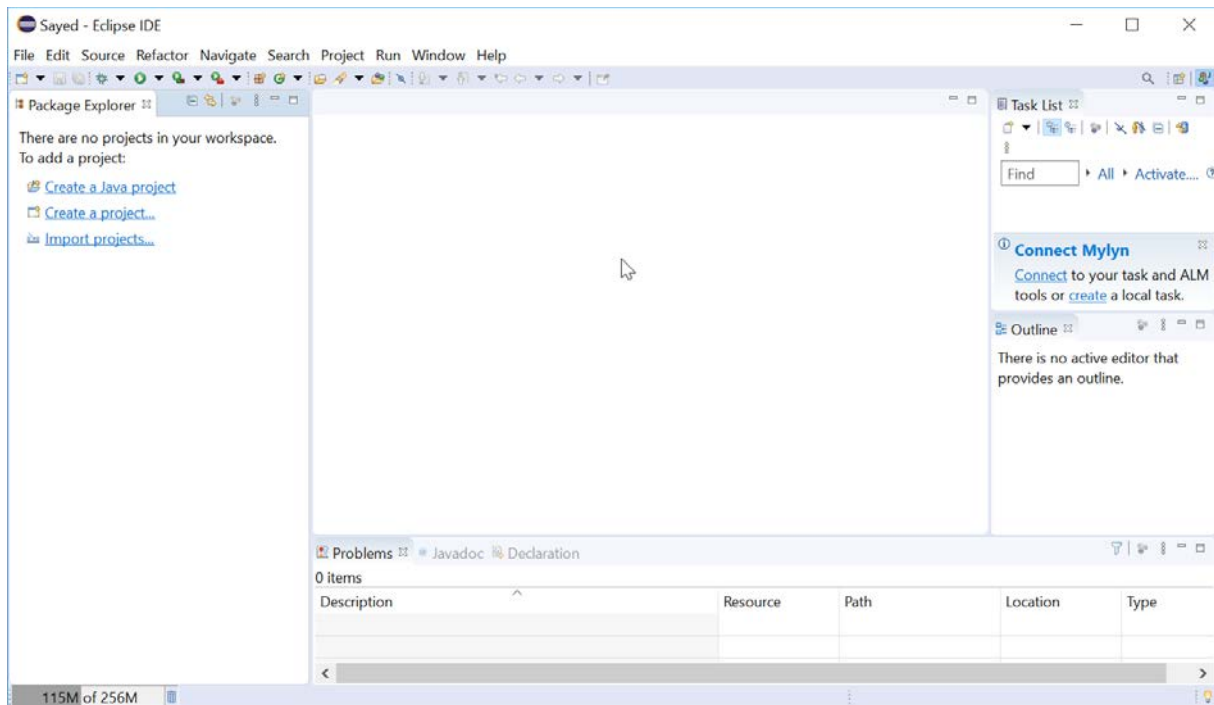 Sayed - Eclipse IDE
File Edit Source Refactor Navigate Search Project Run Window Help
Package Explorer
There are no projects in your workspace.
To add a project:
Create a Java project
Create a project...
Import projects...
Task List
Find
All
Activate....
Connect Mylyn
Connect to your task and ALM
tools or create a local task.
Outline
There is no active editor that
provides an outline.
Problems Javadoc Declaration
0 items
Description Resource Path Location Type
115M of 256M